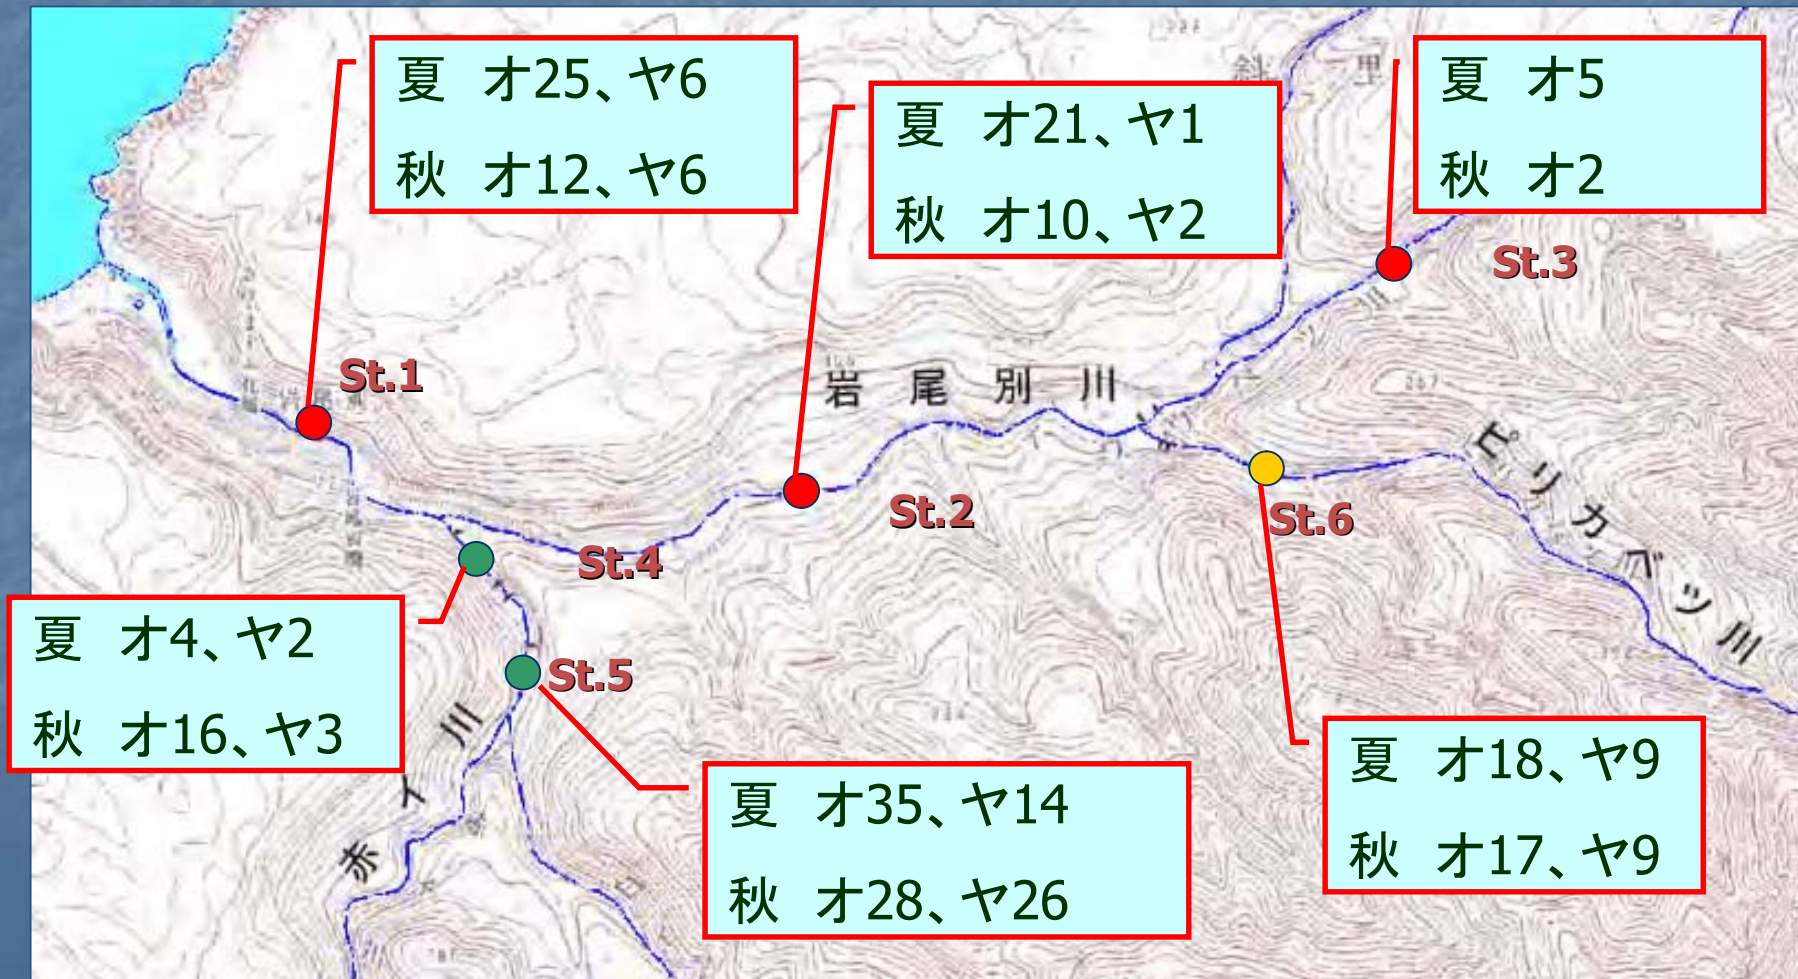 夏　オ25、ヤ6
秋　オ12、ヤ6
夏　オ21、ヤ1
秋　オ10、ヤ2
夏　オ5
秋　オ2
斜里
St.3
St.1
岩尾別川
267
ピリカベツ川
St.2
St.6
St.4
夏　オ4、ヤ2
秋　オ16、ヤ3
St.5
赤イ川
夏　オ35、ヤ14
秋　オ28、ヤ26
夏　オ18、ヤ9
秋　オ17、ヤ9